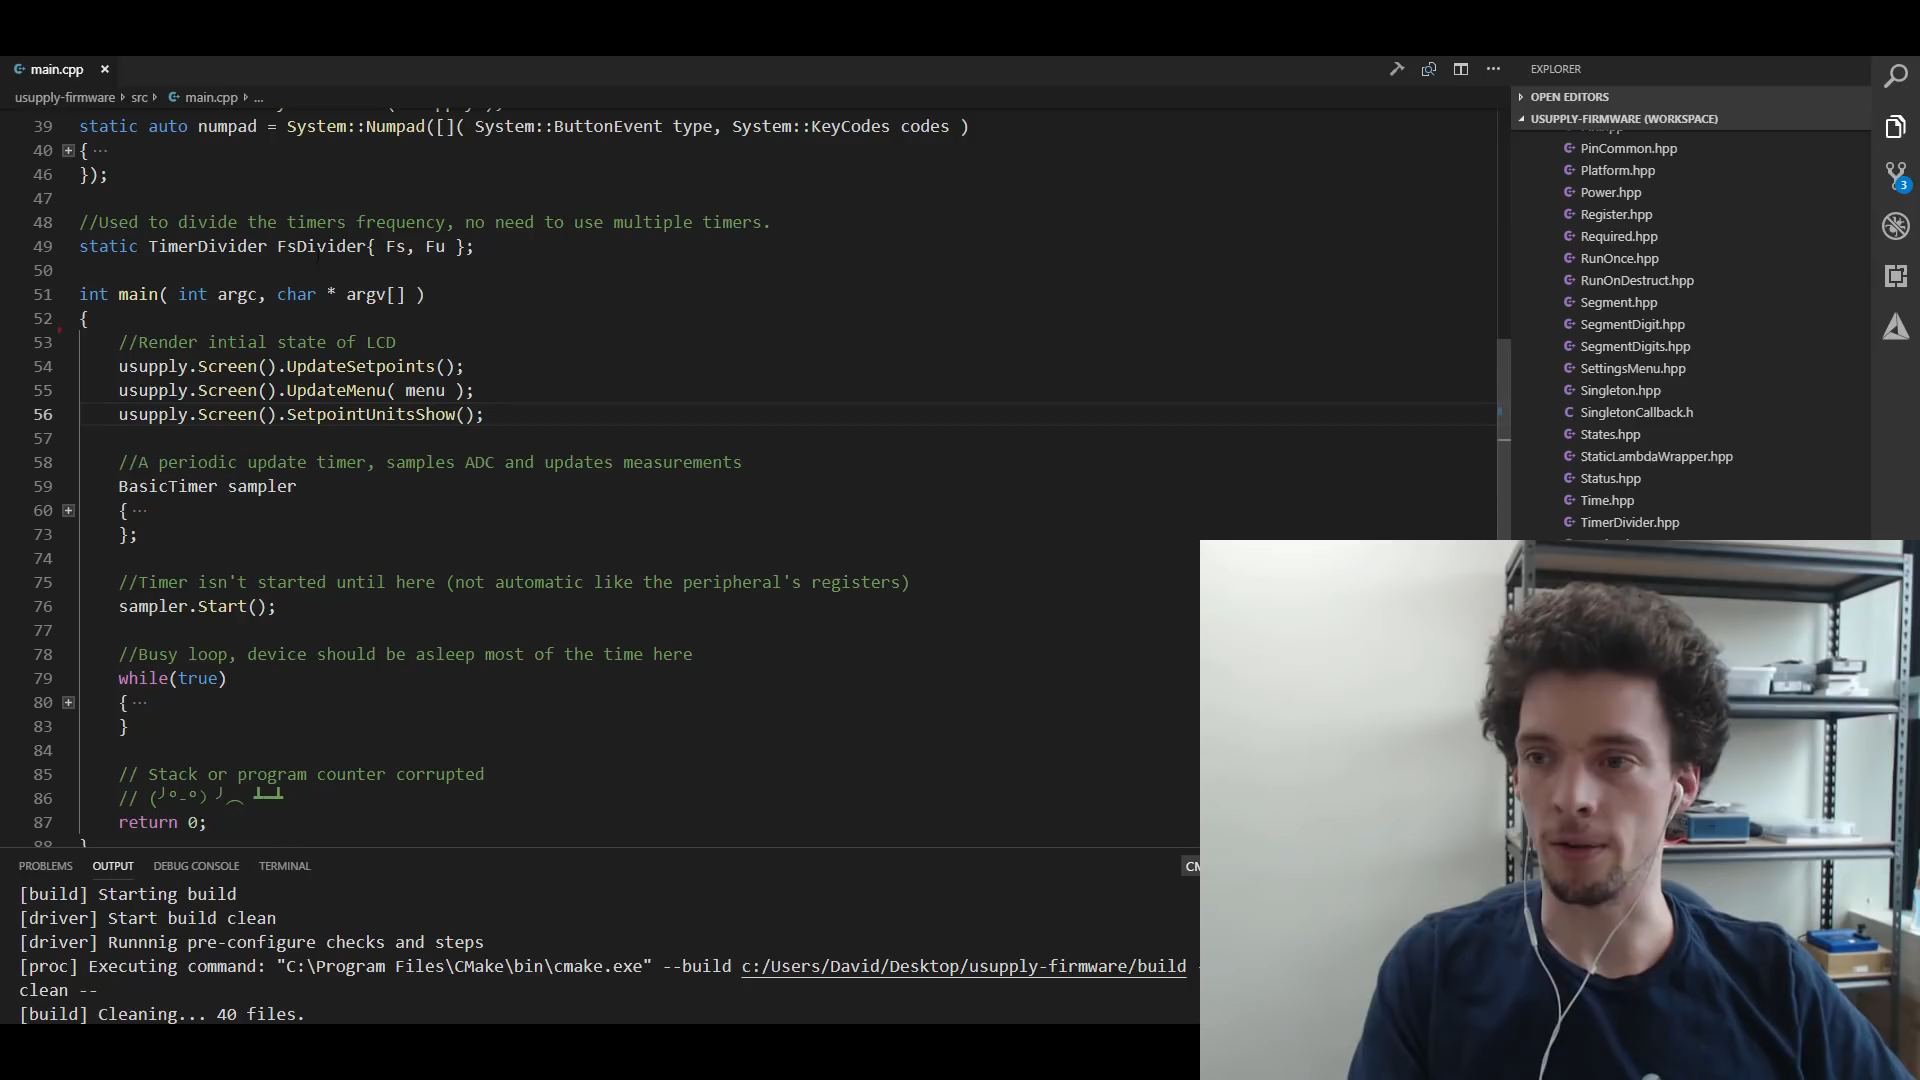 main.cpp
EXPLORER
usupply-firmware src main.cpp ...
OPEN EDITORS
USUPPLY-FIRMWARE (WORKSPACE)
39 static auto numpad = System::Numpad([]( System::ButtonEvent type, System::KeyCodes codes )
40 { ...
46 });
47
48 //Used to divide the timers frequency, no need to use multiple timers.
49 static TimerDivider FsDivider{ Fs, Fu };
50
51 int main( int argc, char * argv[] )
52 {
53 //Render intial state of LCD
54 usupply.Screen().UpdateSetpoints();
55 usupply.Screen().UpdateMenu( menu );
56 usupply.Screen().SetpointUnitsShow();
57
58 //A periodic update timer, samples ADC and updates measurements
59 BasicTimer sampler
60 { ...
73 };
74
75 //Timer isn't started until here (not automatic like the peripheral's registers)
76 sampler.Start();
77
78 //Busy loop, device should be asleep most of the time here
79 while(true)
80 { ...
83 }
84
85 // Stack or program counter corrupted
86 // (╯°-°）╯︵ ┻━┻
87 return 0;
88 }
PinCommon.hpp
Platform.hpp
Power.hpp
Register.hpp
Required.hpp
RunOnce.hpp
RunOnDestruct.hpp
Segment.hpp
SegmentDigit.hpp
SegmentDigits.hpp
SettingsMenu.hpp
Singleton.hpp
SingletonCallback.h
States.hpp
StaticLambdaWrapper.hpp
Status.hpp
Time.hpp
TimerDivider.hpp
3
PROBLEMS OUTPUT DEBUG CONSOLE TERMINAL
[build] Starting build
[driver] Start build clean
[driver] Runnnig pre-configure checks and steps
[proc] Executing command: "C:\Program Files\CMake\bin\cmake.exe" --build c:/Users/David/Desktop/usupply-firmware/build
clean --
[build] Cleaning... 40 files.